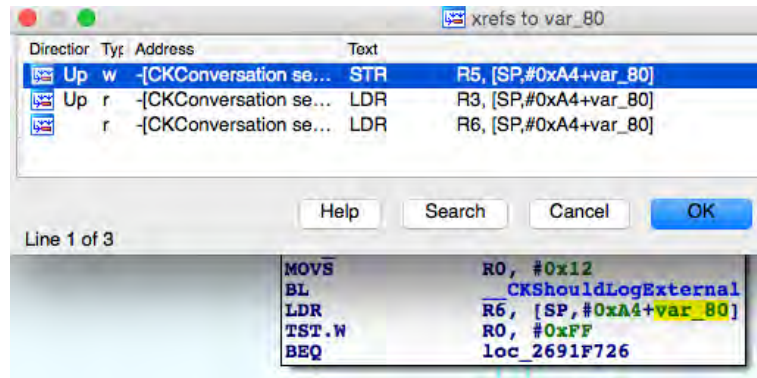 xrefs to var_80
Direction Typ Address Text
Up w -[CKConversation se... STR R5, [SP,#0xA4+var_80]
Up r -[CKConversation se... LDR R3, [SP,#0xA4+var_80]
r -[CKConversation se... LDR R6, [SP,#0xA4+var_80]
Help Search Cancel OK
Line 1 of 3
MOVS R0, #0x12
BL __CKShouldLogExternal
LDR R6, [SP,#0xA4+var_80]
TST.W R0, #0xFF
BEQ loc_2691F726